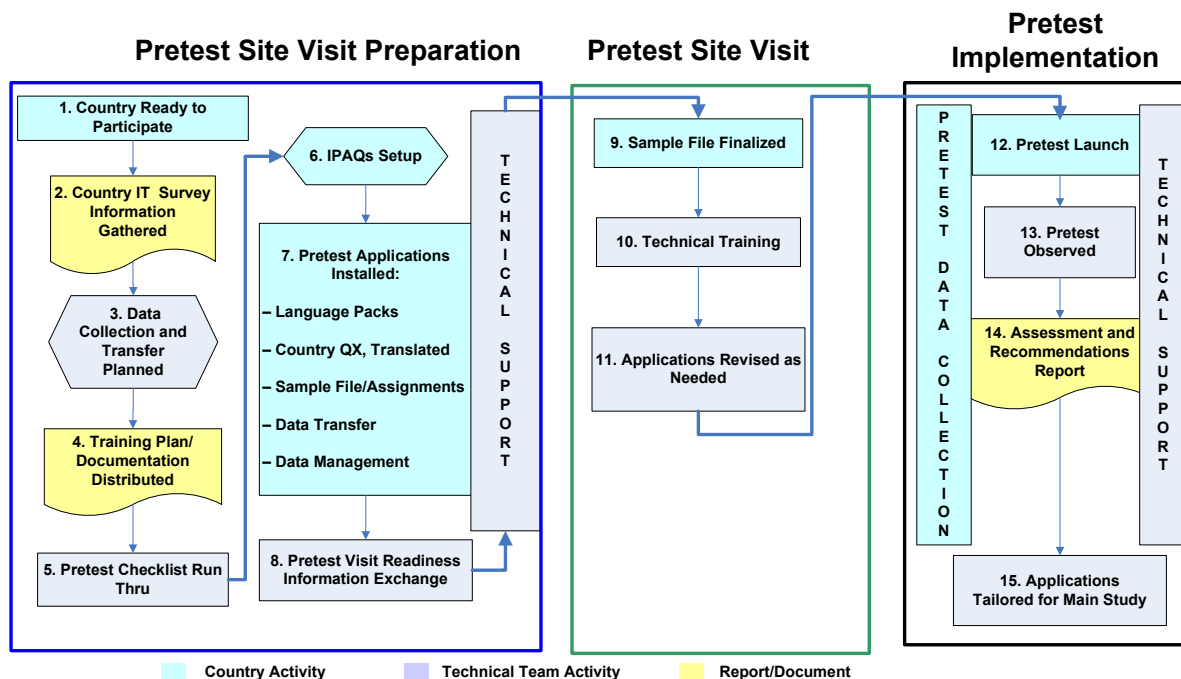 Pretest Site Visit Preparation
1. Country Ready to
Participate
2. Country IT Survey
Information
Gathered
3. Data
Collection and
Transfer
Planned
4. Training Plan/
Documentation
Distributed
5. Pretest Checklist Run
Thru
6. IPAQs Setup
7. Pretest Applications
Installed:
– Language Packs
– Country QX, Translated
– Sample File/Assignments
– Data Transfer
– Data Management
8. Pretest Visit Readiness
Information Exchange
TECHNICAL SUPPORT
Pretest Site Visit
9. Sample File Finalized
10. Technical Training
11. Applications Revised as
Needed
Pretest
Implementation
PRETEST DATA COLLECTION
12. Pretest Launch
13. Pretest
Observed
14. Assessment and
Recommendations
Report
15. Applications
Tailored for Main Study
TECHNICAL SUPPORT
Country Activity
Technical Team Activity
Report/Document